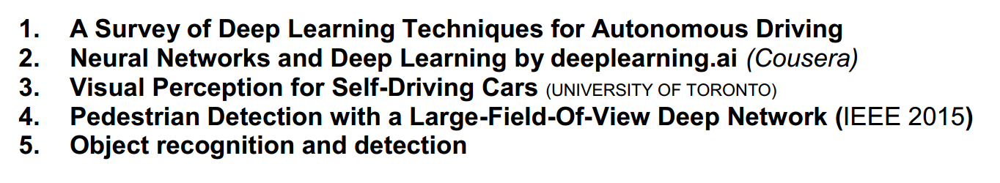 1. A Survey of Deep Learning Techniques for Autonomous Driving
2. Neural Networks and Deep Learning by deeplearning.ai (Cousera)
3. Visual Perception for Self-Driving Cars (UNIVERSITY OF TORONTO)
4. Pedestrian Detection with a Large-Field-Of-View Deep Network (IEEE 2015)
5. Object recognition and detection